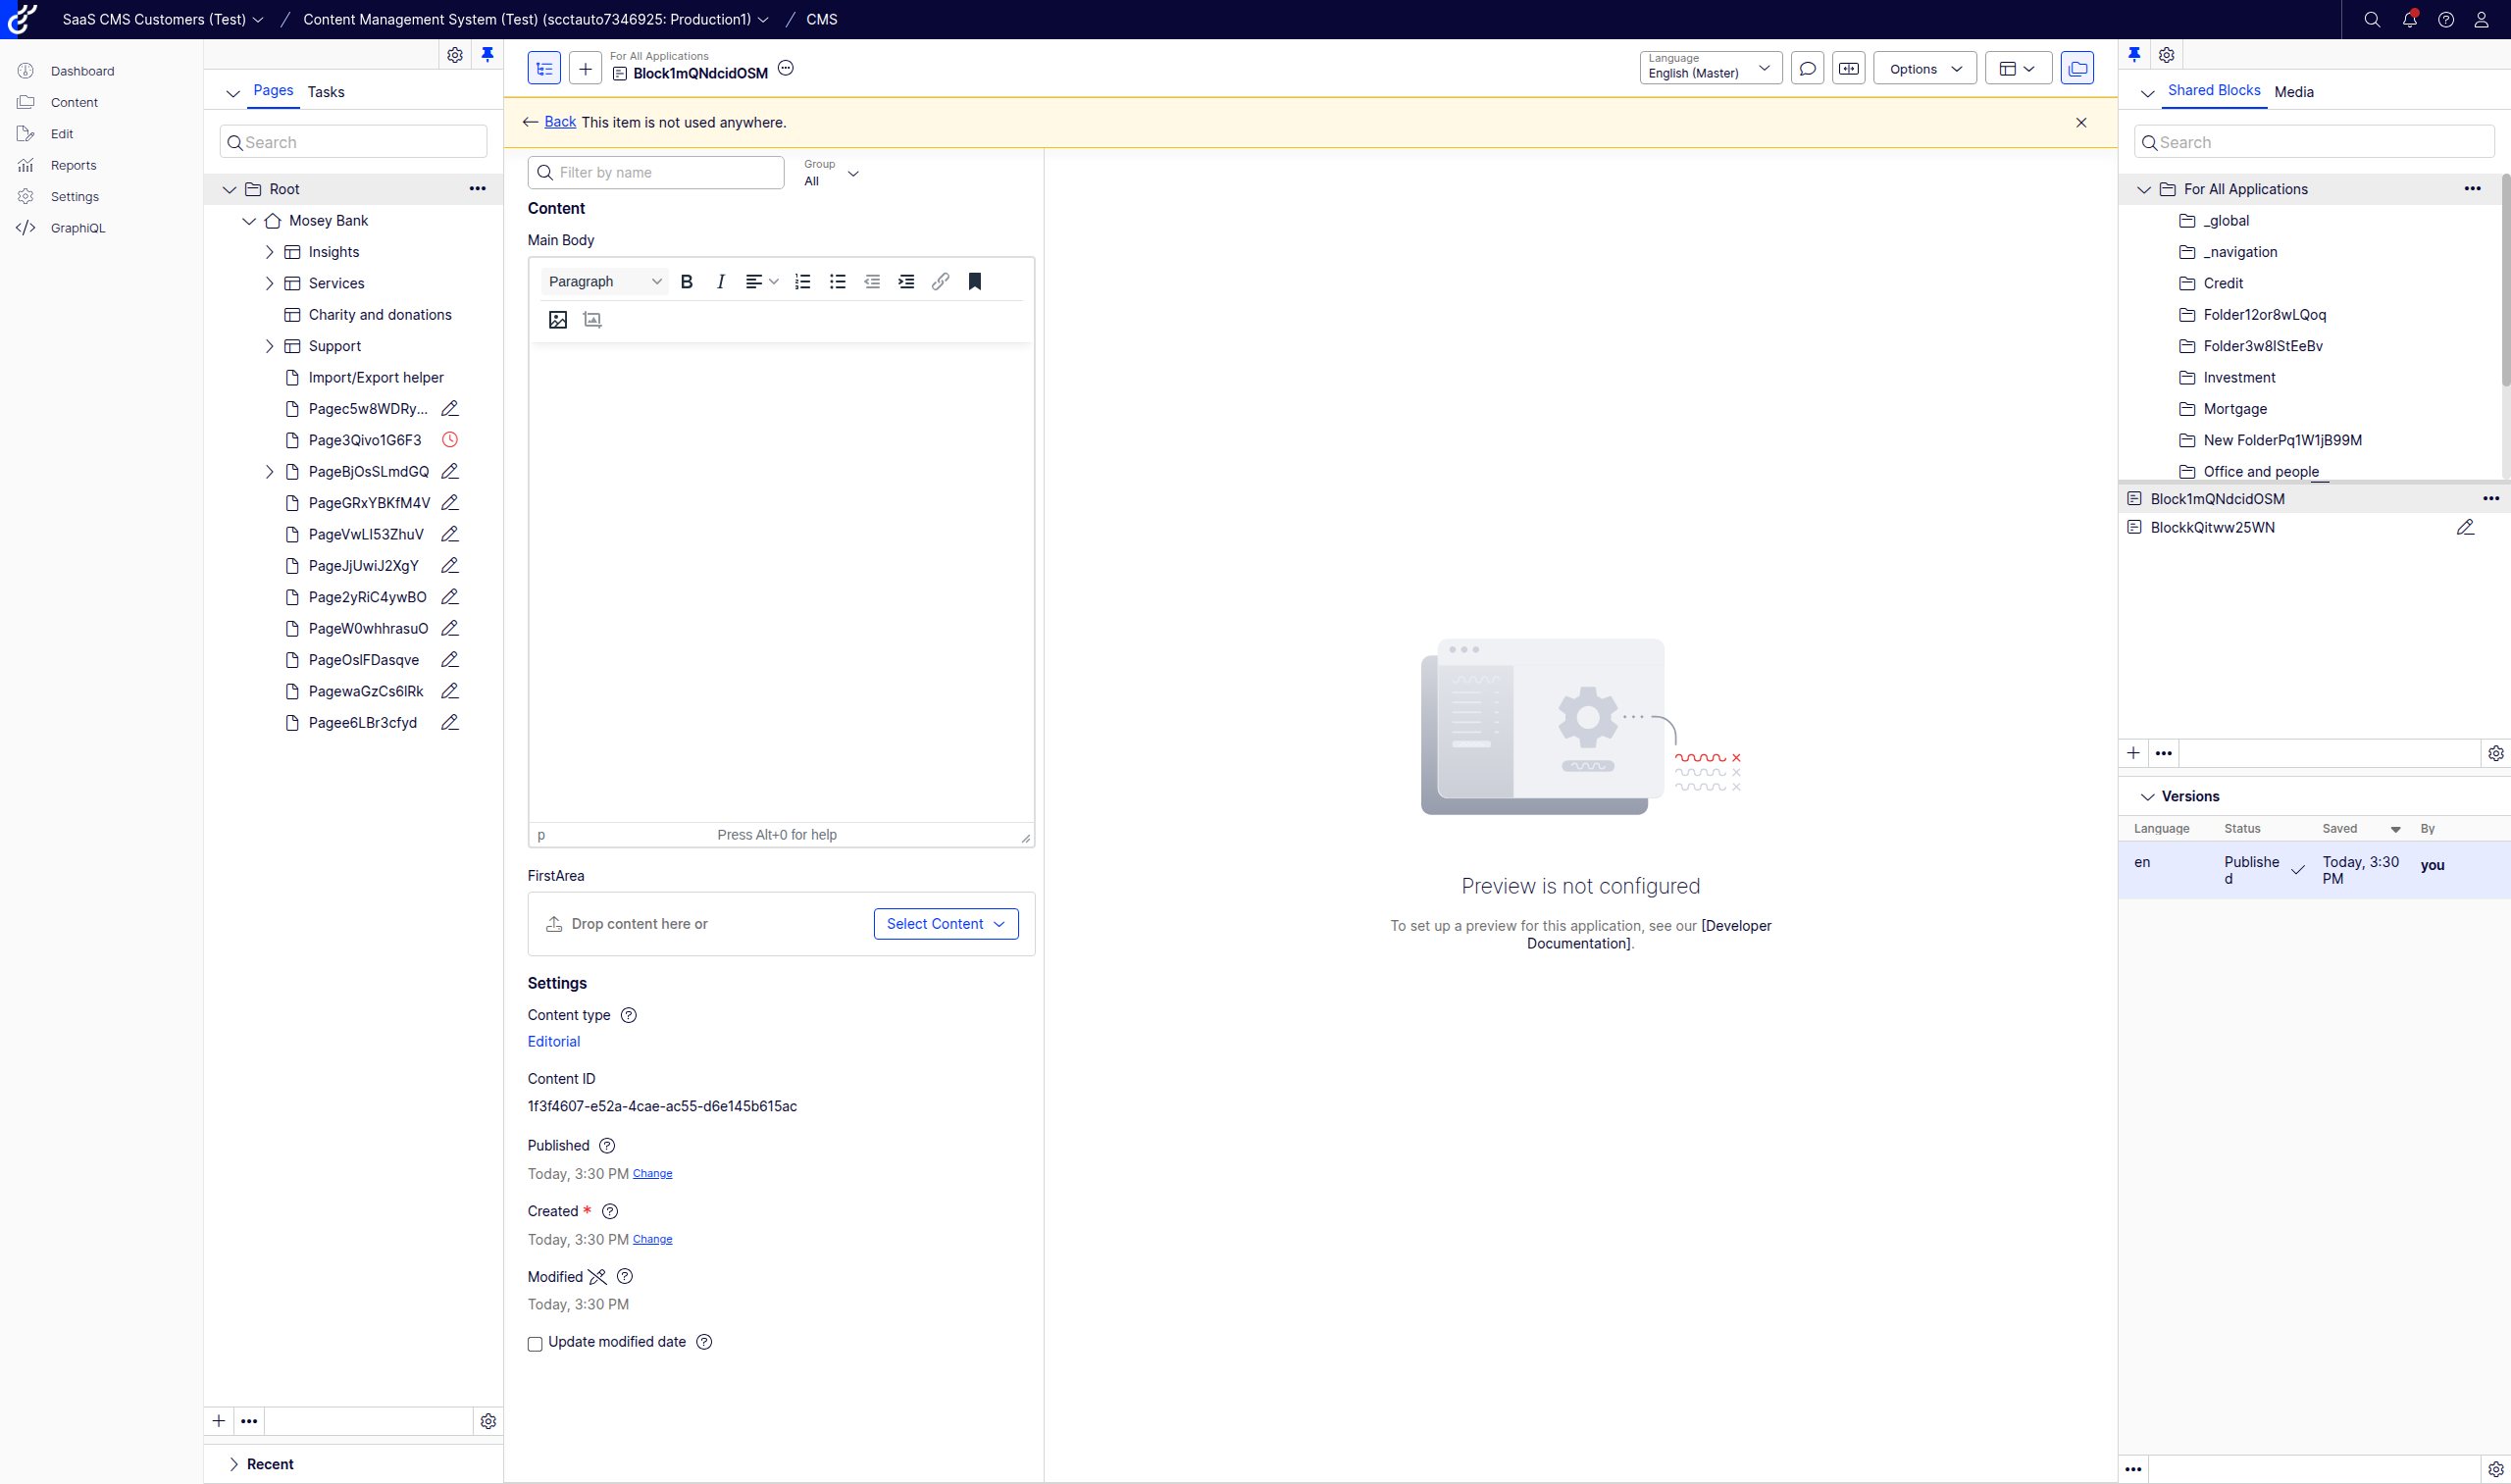 SaaS CMS Customers (Test) / Content Management System (Test) (scctauto7346925: Production1) / CMS
Dashboard
Content
Edit
Reports
Settings
GraphiQL
Pages Tasks
Search
Root
Mosey Bank
Insights
Services
Charity and donations
Support
Import/Export helper
Pagec5w8WDRy...
Page3Qivo1G6F3
PageBjOsSLmdGQ
PageGRxYBKfM4V
PageVwLI53ZhuV
PageJjUwiJ2XgY
Page2yRiC4ywBO
PageW0whhrasuO
PageOslFDasqve
PagewaGzCs6IRk
Pagee6LBr3cfyd
Recent
For All Applications
Block1mQNdcidOSM
Language
English (Master)
Options
Back This item is not used anywhere.
Filter by name
Group
All
Content
Main Body
Paragraph
p
Press Alt+0 for help
FirstArea
Drop content here or
Select Content
Settings
Content type
Editorial
Content ID
1f3f4607-e52a-4cae-ac55-d6e145b615ac
Published
Today, 3:30 PM Change
Created *
Today, 3:30 PM Change
Modified
Today, 3:30 PM
Update modified date
Preview is not configured
To set up a preview for this application, see our [Developer
Documentation].
Shared Blocks Media
Search
For All Applications
_global
_navigation
Credit
Folder12or8wLQoq
Folder3w8IStEeBv
Investment
Mortgage
New FolderPq1W1jB99M
Office and people
Block1mQNdcidOSM
BlockkQitww25WN
Versions
Language Status Saved By
en Publishe Today, 3:30 you
d PM